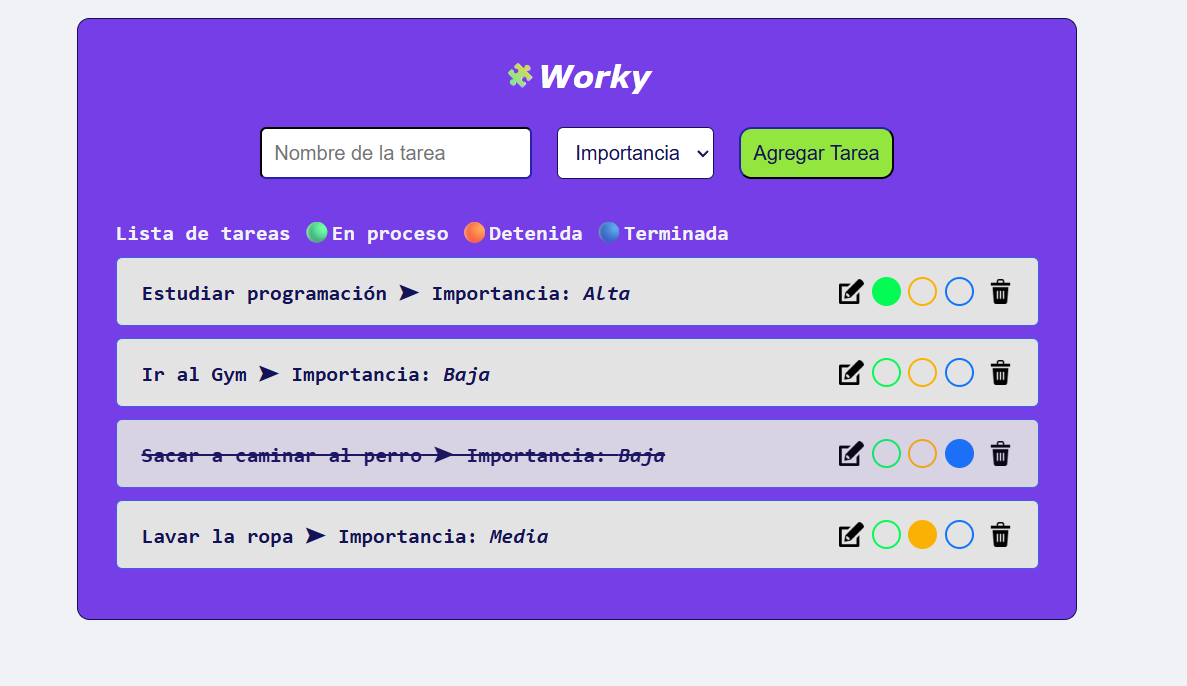 Worky
Nombre de la tarea Importancia Agregar Tarea
Lista de tareas En proceso Detenida Terminada
Estudiar programación ➤ Importancia: Alta
Ir al Gym ➤ Importancia: Baja
Sacar a caminar al perro ➤ Importancia: Baja
Lavar la ropa ➤ Importancia: Media